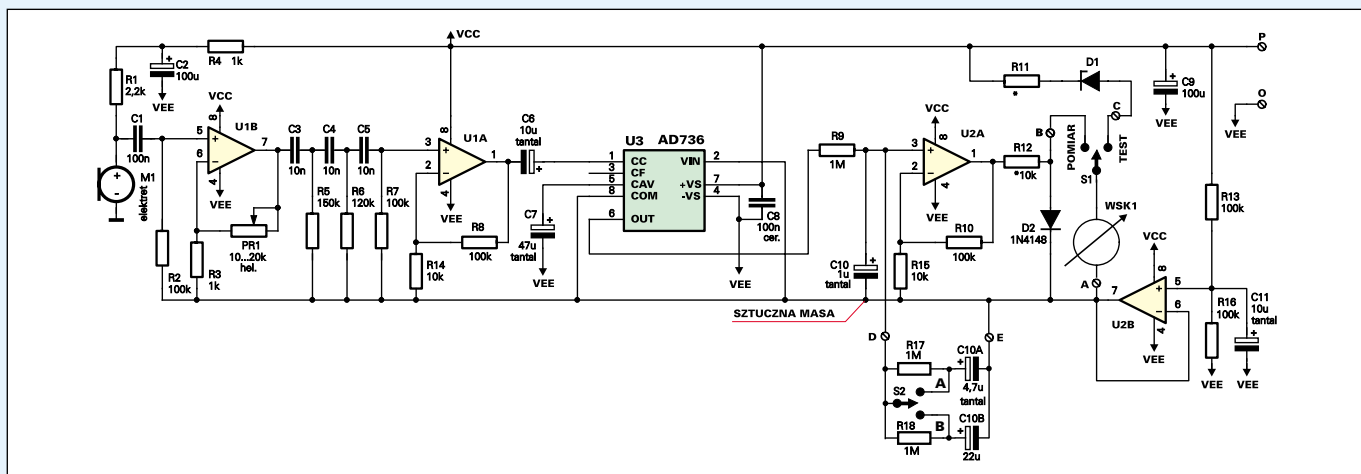 VCC
R4 1k
C2
100u
VEE
R1
2,2k
C1
100n
M1
elektret
R2
100k
R3
1k
VCC
U1B
VEE
5
6
7
8
4
PR1
10...20k
hel.
C3
10n
C4
10n
C5
10n
R5
150k
R6
120k
R7
100k
U1A
3
2
1
8
4
VEE
R8
100k
R14
10k
C6
10u
tantal
C7
47u
tantal
VEE
U3 AD736
1 CC VIN 2
3 CF
5 CAV +VS 7
8 COM -VS 4
6 OUT
C8
100n
cer.
VEE
SZTUCZNA MASA
R9
1M
C10
1u
tantal
VCC
U2A
3
2
1
8
4
VEE
R15
10k
R10
100k
R12
*10k
R11
*
D1
D2
1N4148
B
C
POMIAR
TEST
S1
WSK1
A
C9
100u
VEE
P
O
VEE
R13
100k
VCC
8
5
6
7
4
U2B
VEE
R16
100k
VEE
C11
10u
tantal
VEE
D
E
R17
1M
C10A
4,7u
tantal
S2
A
B
R18
1M
C10B
22u